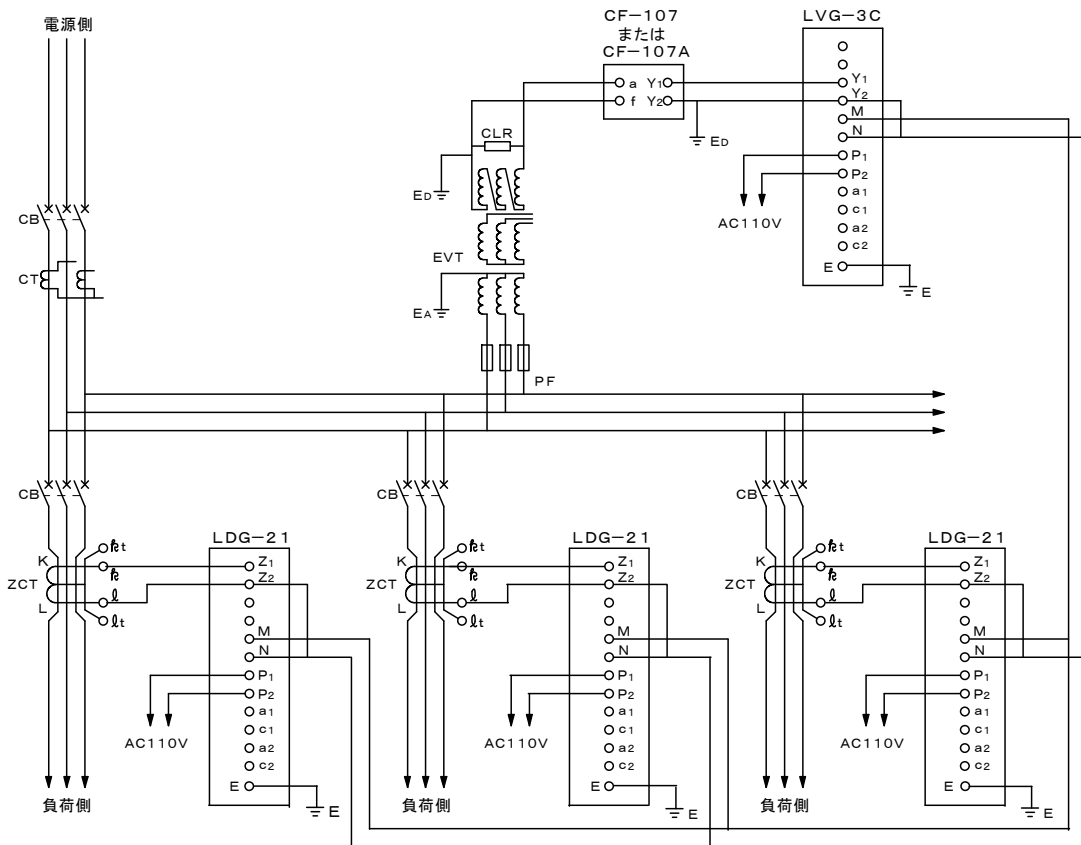 電源側
CF-107
または
CF-107A
LVG-3C
a Y1
f Y2
Y1
Y2
M
N
P1
P2
a1
c1
a2
c2
E
E
AC110V
ED
CLR
ED
EVT
EA
PF
CB
CT
CB
K
ZCT
L
kt
k
l
lt
LDG-21
Z1
Z2
M
N
P1
P2
a1
c1
a2
c2
E
E
AC110V
負荷側
CB
K
ZCT
L
kt
k
l
lt
LDG-21
Z1
Z2
M
N
P1
P2
a1
c1
a2
c2
E
E
AC110V
負荷側
CB
K
ZCT
L
kt
k
l
lt
LDG-21
Z1
Z2
M
N
P1
P2
a1
c1
a2
c2
E
E
AC110V
負荷側